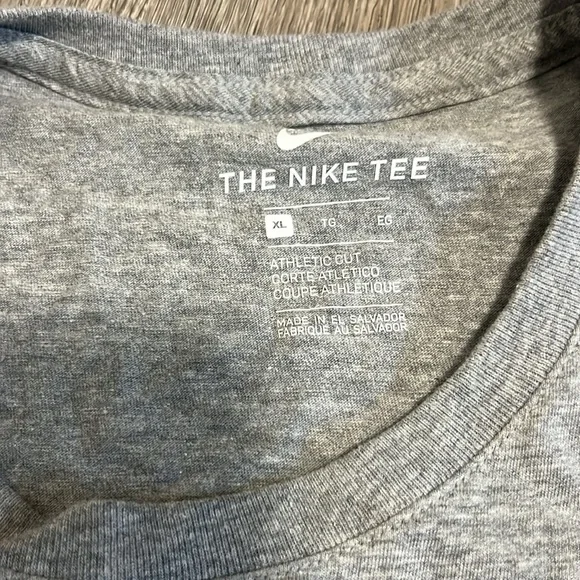 THE NIKE TEE
XL TG EG
ATHLETIC CUT
CORTE ATLÉTICO
COUPE ATHLÉTIQUE
MADE IN EL SALVADOR
FABRIQUÉ AU SALVADOR